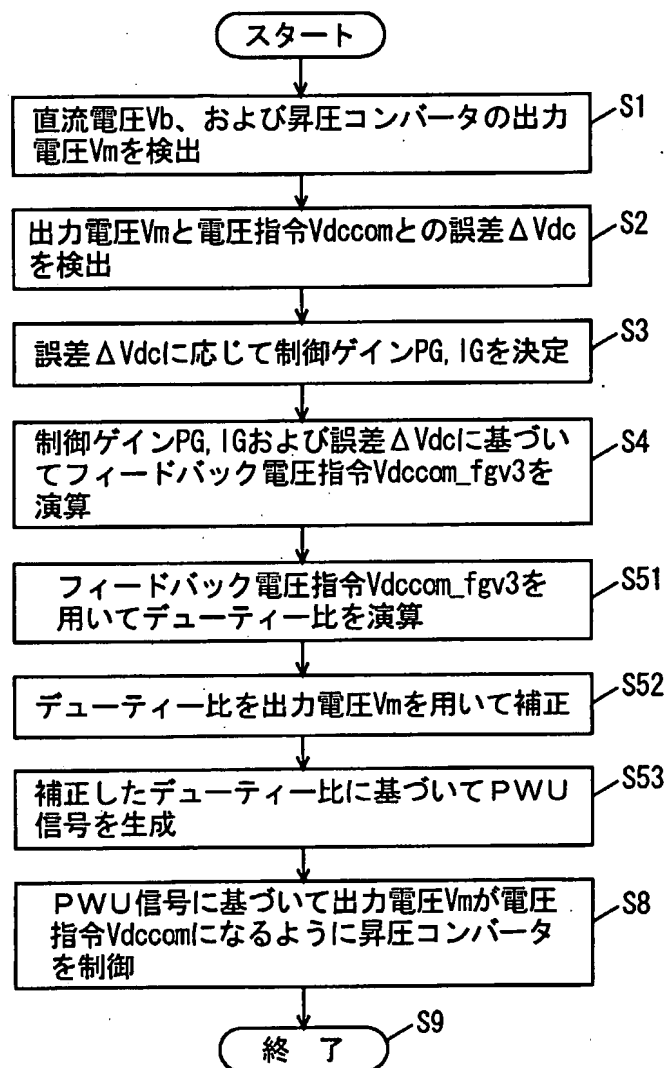 スタート
直流電圧Vb、および昇圧コンバータの出力
電圧Vmを検出
S1
出力電圧Vmと電圧指令Vdccomとの誤差ΔVdc
を検出
S2
誤差ΔVdcに応じて制御ゲインPG, IGを決定
S3
制御ゲインPG, IGおよび誤差ΔVdcに基づい
てフィードバック電圧指令Vdccom_fgv3を
演算
S4
フィードバック電圧指令Vdccom_fgv3を
用いてデューティー比を演算
S51
デューティー比を出力電圧Vmを用いて補正
S52
補正したデューティー比に基づいてＰＷＵ
信号を生成
S53
ＰＷＵ信号に基づいて出力電圧Vmが電圧
指令Vdccomになるように昇圧コンバータ
を制御
S8
終 了
S9